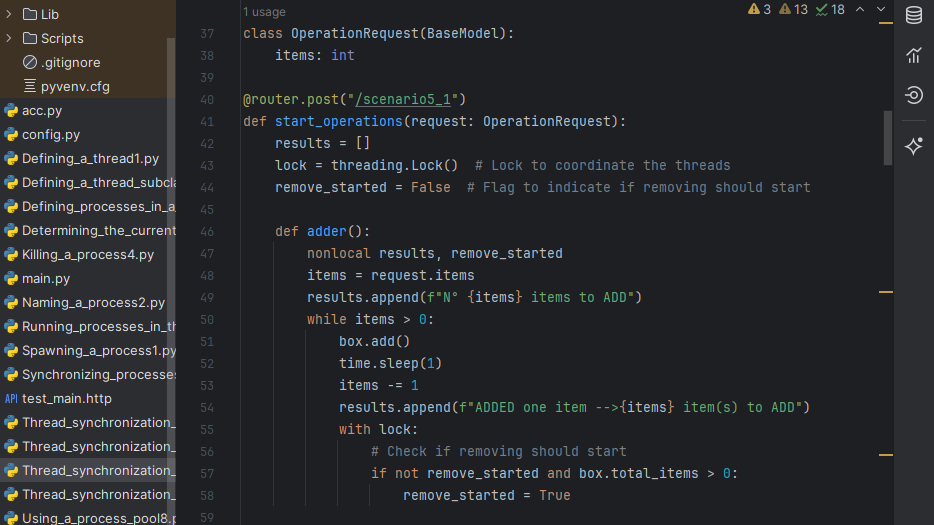 Lib
Scripts
.gitignore
pyvenv.cfg
acc.py
config.py
Defining_a_thread1.py
Defining_a_thread_subcla
Defining_processes_in_a_
Determining_the_current
Killing_a_process4.py
main.py
Naming_a_process2.py
Running_processes_in_th
Spawning_a_process1.py
Synchronizing_processes
API test_main.http
Thread_synchronization_
Thread_synchronization_
Thread_synchronization_
Thread_synchronization_
Using_a_process_pool8.p
1 usage
3 13 18
37 class OperationRequest(BaseModel):
38     items: int
39
40 @router.post("/scenario5_1")
41 def start_operations(request: OperationRequest):
42     results = []
43     lock = threading.Lock()  # Lock to coordinate the threads
44     remove_started = False  # Flag to indicate if removing should start
45
46     def adder():
47         nonlocal results, remove_started
48         items = request.items
49         results.append(f"N° {items} items to ADD")
50         while items > 0:
51             box.add()
52             time.sleep(1)
53             items -= 1
54             results.append(f"ADDED one item -->{items} item(s) to ADD")
55             with lock:
56                 # Check if removing should start
57                 if not remove_started and box.total_items > 0:
58                     remove_started = True
59